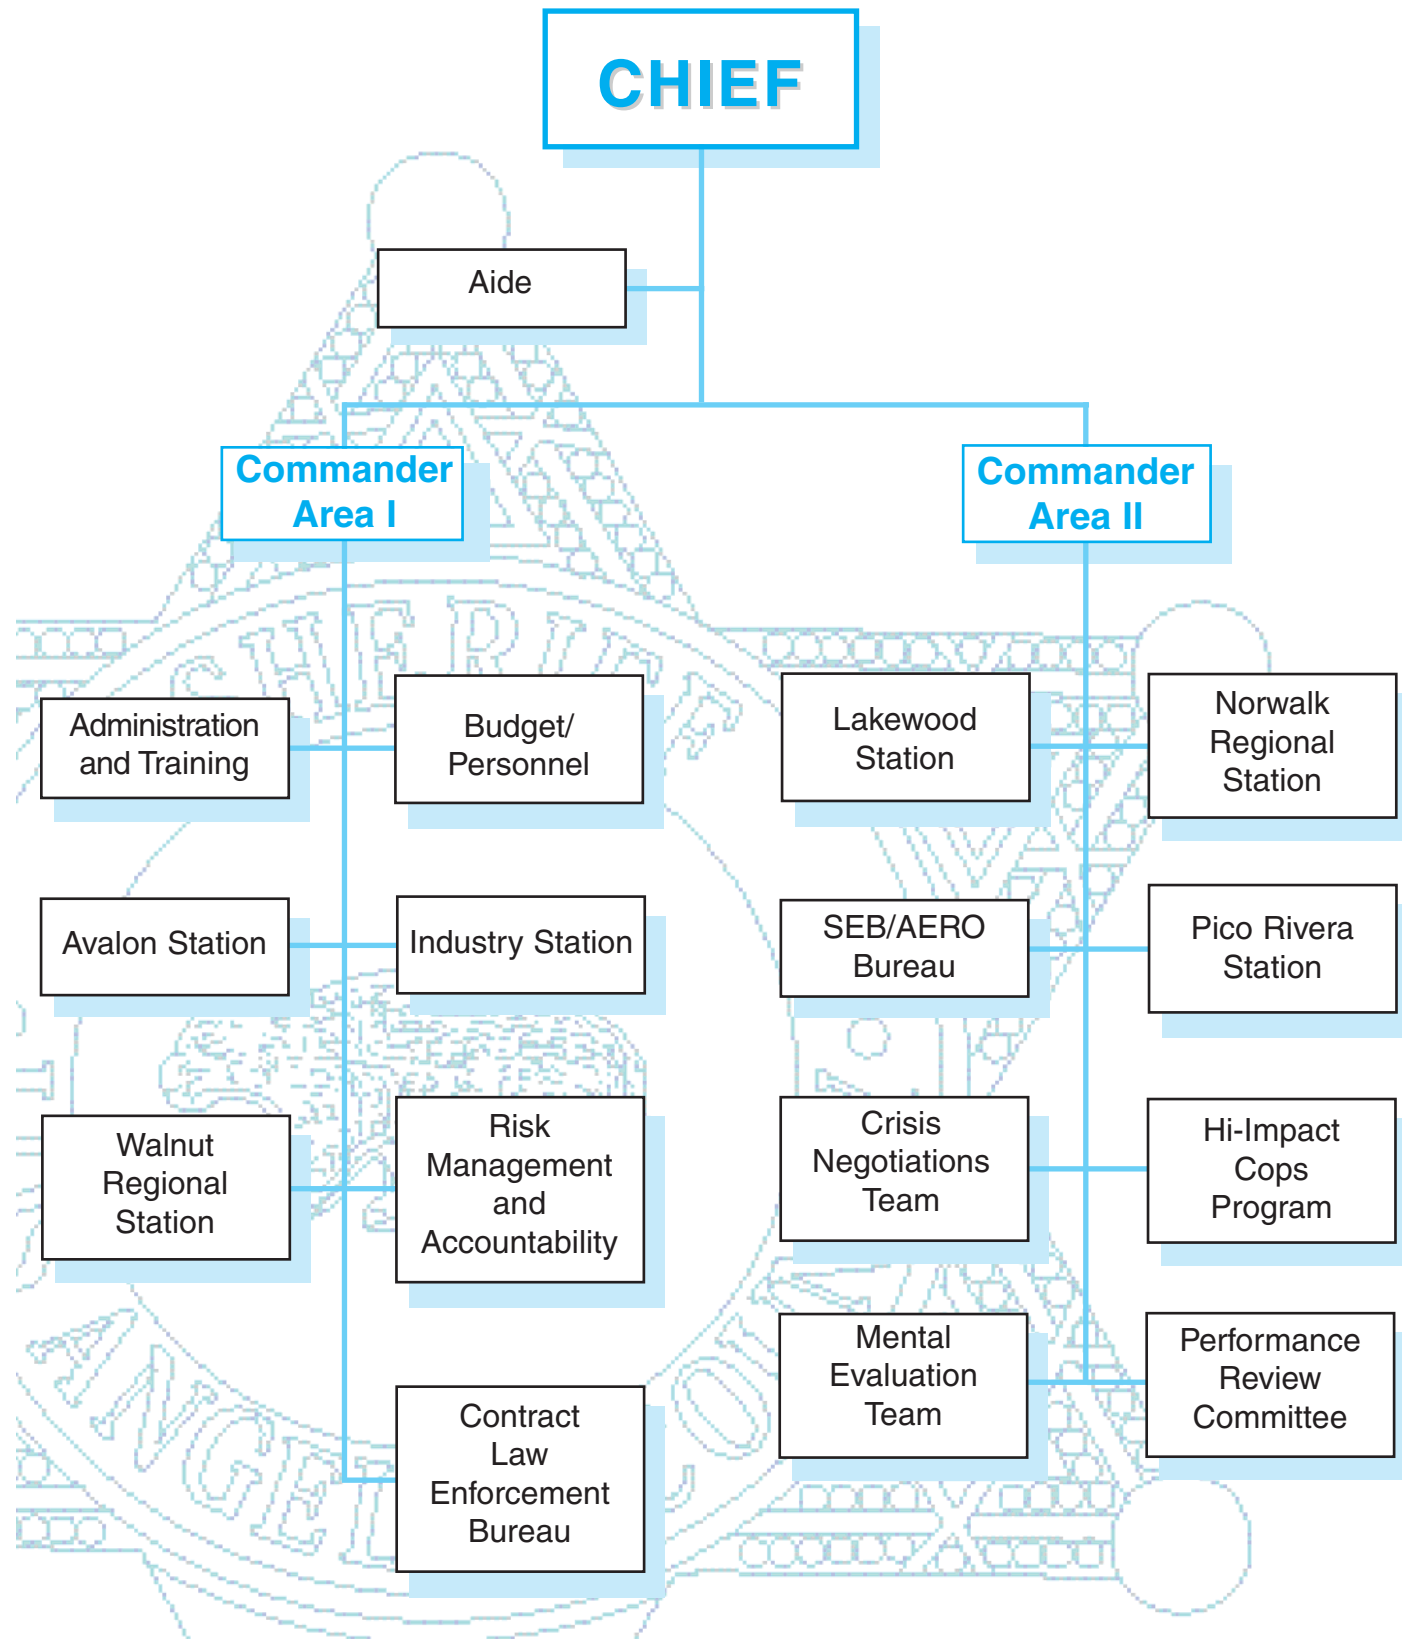 CHIEF
Aide
Commander
Area I
Commander
Area II
Administration
and Training
Budget/
Personnel
Lakewood
Station
Norwalk
Regional
Station
Avalon Station
Industry Station
SEB/AERO
Bureau
Pico Rivera
Station
Walnut
Regional
Station
Risk
Management
and
Accountability
Crisis
Negotiations
Team
Hi-Impact
Cops
Program
Contract
Law
Enforcement
Bureau
Mental
Evaluation
Team
Performance
Review
Committee
SHERIFF